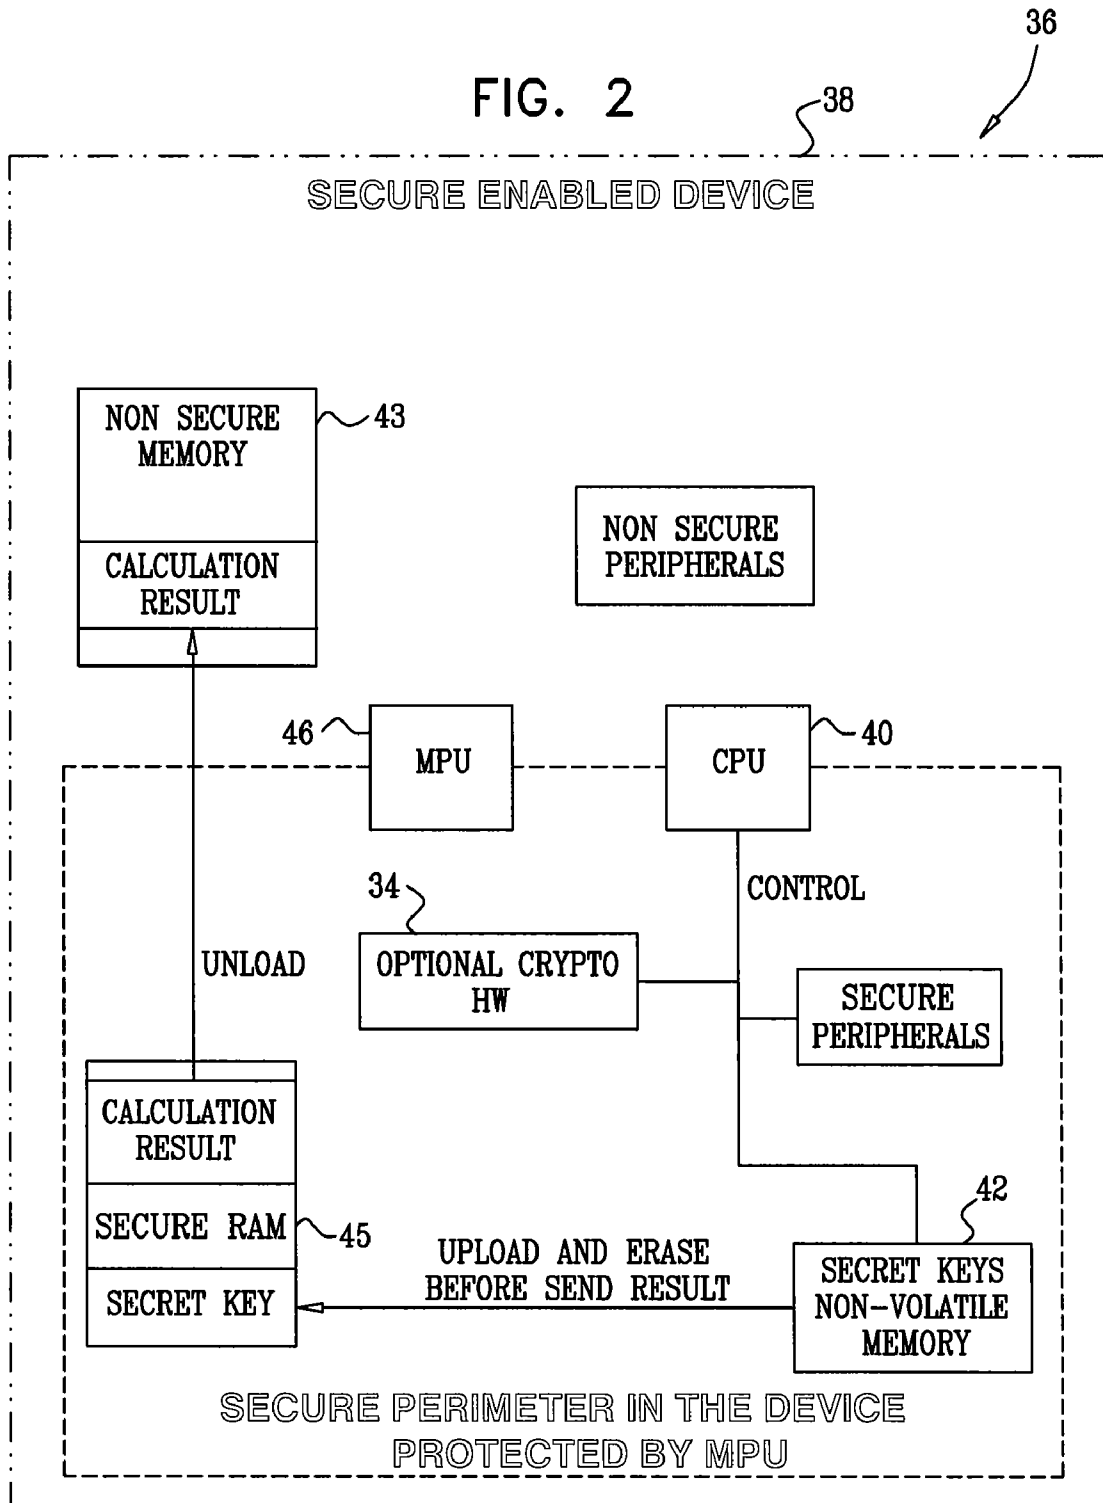 36
FIG. 2
38
SECURE ENABLED DEVICE
NON SECURE
MEMORY
43
CALCULATION
RESULT
NON SECURE
PERIPHERALS
46
MPU
CPU
40
CONTROL
34
OPTIONAL CRYPTO
HW
UNLOAD
SECURE
PERIPHERALS
CALCULATION
RESULT
SECURE RAM
45
SECRET KEY
UPLOAD AND ERASE
BEFORE SEND RESULT
42
SECRET KEYS
NON-VOLATILE
MEMORY
SECURE PERIMETER IN THE DEVICE
PROTECTED BY MPU